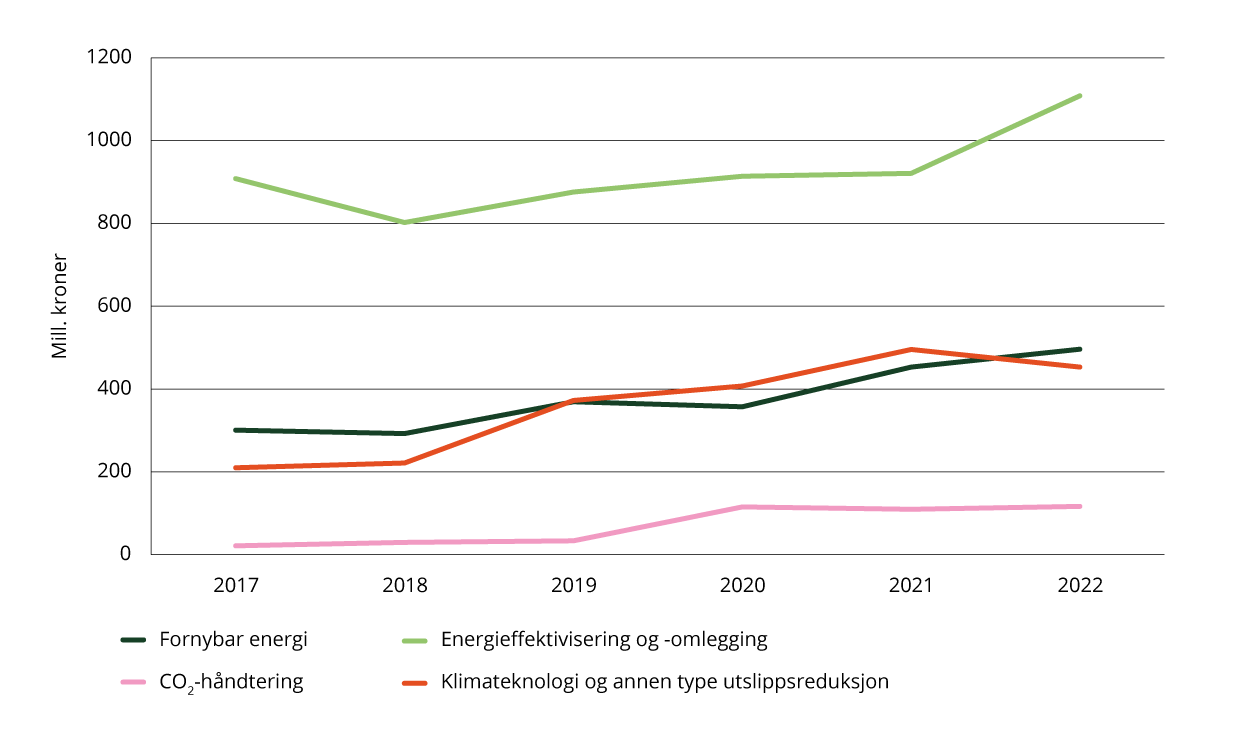 1200
1000
800
600
400
200
0
Mill. kroner
2017 2018 2019 2020 2021 2022
Fornybar energi
Energieffektivisering og -omlegging
CO₂-håndtering
Klimateknologi og annen type utslippsreduksjon